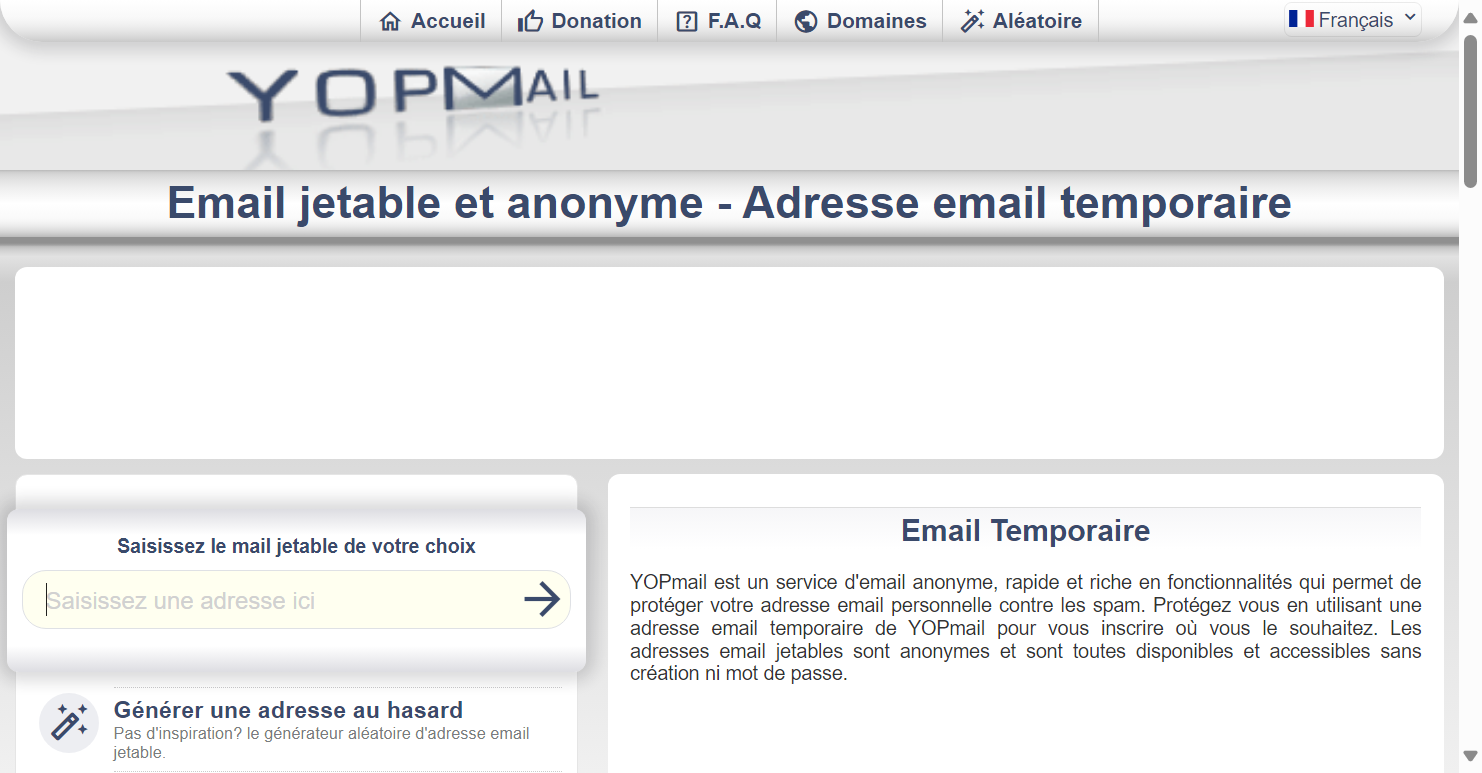 Accueil Donation F.A.Q Domaines Aléatoire Français
YOPMAIL
Email jetable et anonyme - Adresse email temporaire
Saisissez le mail jetable de votre choix
Saisissez une adresse ici
Générer une adresse au hasard
Pas d'inspiration? le générateur aléatoire d'adresse email
jetable.
Email Temporaire
YOPmail est un service d'email anonyme, rapide et riche en fonctionnalités qui permet de
protéger votre adresse email personnelle contre les spam. Protégez vous en utilisant une
adresse email temporaire de YOPmail pour vous inscrire où vous le souhaitez. Les
adresses email jetables sont anonymes et sont toutes disponibles et accessibles sans
création ni mot de passe.